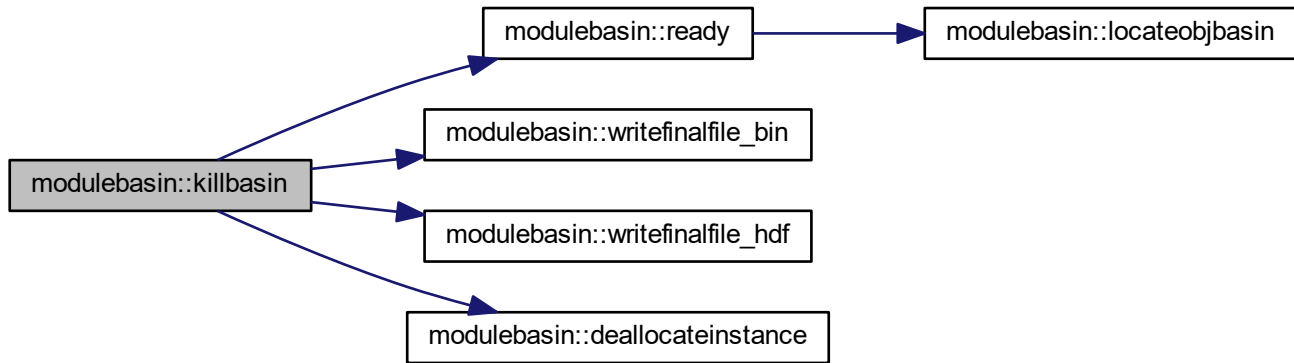 modulebasin::ready
modulebasin::locateobjbasin
modulebasin::writefinalfile_bin
modulebasin::killbasin
modulebasin::writefinalfile_hdf
modulebasin::deallocateinstance